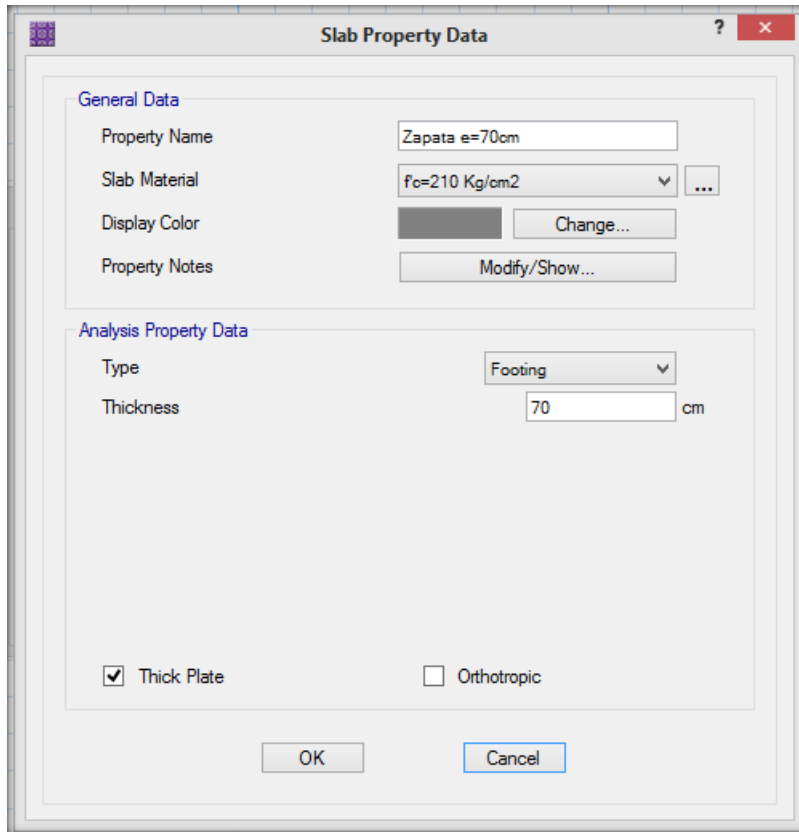 Slab Property Data ? ×
General Data
Property Name Zapata e=70cm
Slab Material f'c=210 Kg/cm2 ...
Display Color Change...
Property Notes Modify/Show...
Analysis Property Data
Type Footing
Thickness 70 cm
Thick Plate Orthotropic
OK Cancel